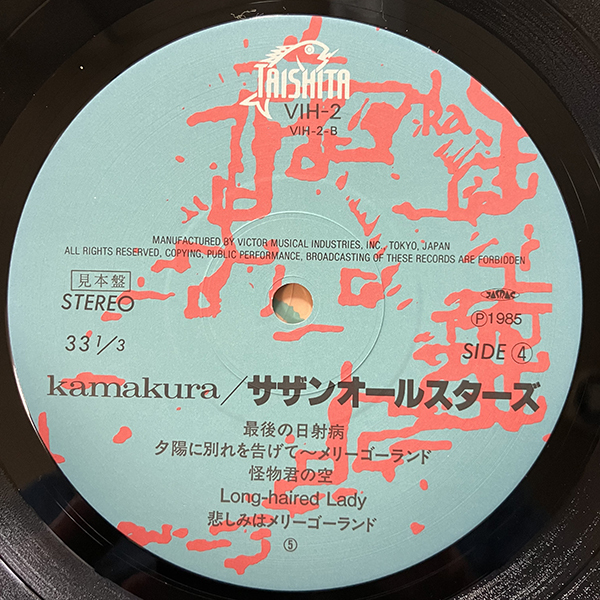 TAISHITA
VIH-2
VIH-2-B
MANUFACTURED BY VICTOR MUSICAL INDUSTRIES, INC., TOKYO, JAPAN
ALL RIGHTS RESERVED, COPYING, PUBLIC PERFORMANCE, BROADCASTING OF THESE RECORDS ARE FORBIDDEN
見本盤
JASRAC
STEREO
Ⓟ1985
33 1/3
SIDE ④
kamakura/サザンオールスターズ
最後の日射病
夕陽に別れを告げて〜メリーゴーランド
怪物君の空
Long-haired Lady
悲しみはメリーゴーランド
⑤